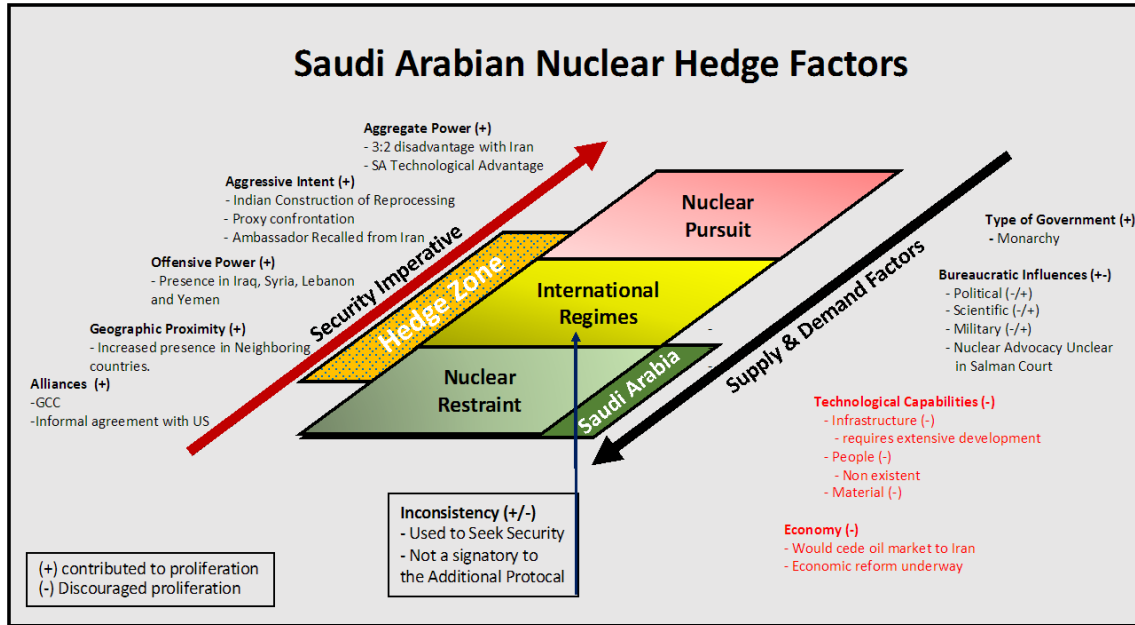 Saudi Arabian Nuclear Hedge Factors
Aggregate Power (+)
- 3:2 disadvantage with Iran
- SA Technological Advantage
Aggressive Intent (+)
- Indian Construction of Reprocessing
- Proxy confrontation
- Ambassador Recalled from Iran
Offensive Power (+)
- Presence in Iraq, Syria, Lebanon
and Yemen
Geographic Proximity (+)
- Increased presence in Neighboring
countries.
Alliances (+)
-GCC
-Informal agreement with US
Security Imperative
Hedge Zone
Nuclear
Pursuit
International
Regimes
Nuclear
Restraint
Saudi Arabia
-
-
Supply & Demand Factors
Type of Government (+)
- Monarchy
Bureaucratic Influences (+-)
- Political (-/+)
- Scientific (-/+)
- Military (-/+)
- Nuclear Advocacy Unclear
in Salman Court
Technological Capabilities (-)
- Infrastructure (-)
- requires extensive development
- People (-)
- Non existent
- Material (-)
Economy (-)
- Would cede oil market to Iran
- Economic reform underway
Inconsistency (+/-)
- Used to Seek Security
- Not a signatory to
the Additional Protocal
(+) contributed to proliferation
(-) Discouraged proliferation